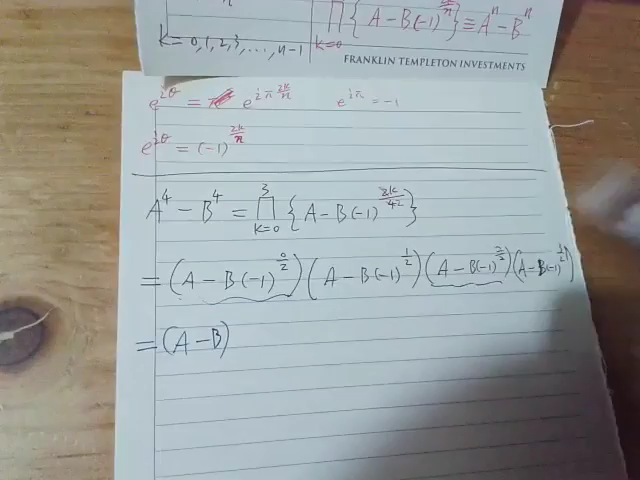 ∏_{k=0} { A - B(-1)^{2k/n} } ≡ A^n - B^n
K = 0, 1, 2, 3, ..., n-1
FRANKLIN TEMPLETON INVESTMENTS
e^{iθ} = e^{iπ 2k/n} e^{iπ} = -1
e^{iθ} = (-1)^{2k/n}
A^4 - B^4 = ∏_{K=0}^{3} { A - B(-1)^{2k/4} }
= (A - B(-1)^{0/2}) (A - B(-1)^{1/2}) (A - B(-1)^{2/2}) (A - B(-1)^{3/2})
= (A - B)